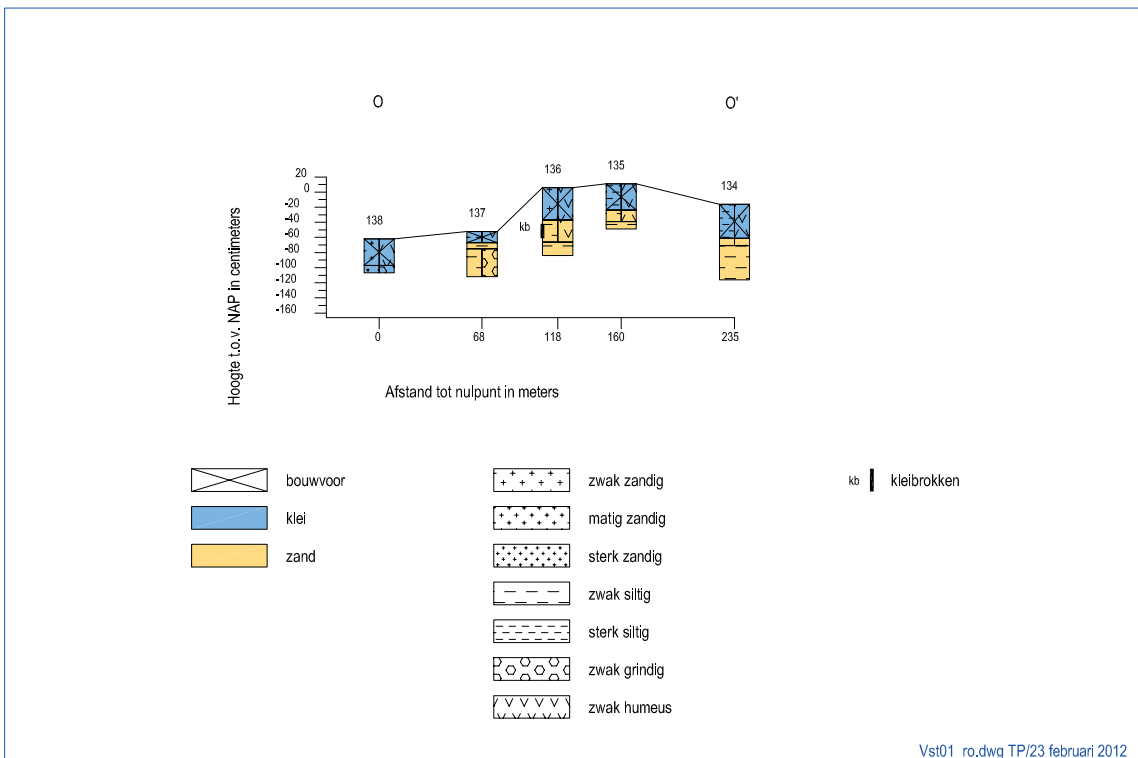 O O'
136 135
134
138 137
kb
20
0
-20
-40
-60
-80
-100
-120
-140
-160
Hoogte t.o.v. NAP in centimeters
0 68 118 160 235
Afstand tot nulpunt in meters
bouwvoor
klei
zand
zwak zandig
matig zandig
sterk zandig
zwak siltig
sterk siltig
zwak grindig
zwak humeus
kb kleibrokken
Vst01_ro.dwg TP/23 februari 2012